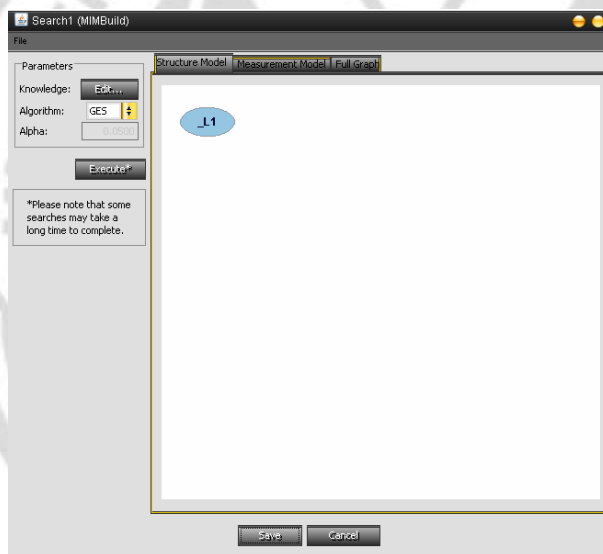 Search1 (MIMBuild)
File
Parameters
Knowledge: Edit...
Algorithm: GES
Alpha: 0.0500
Execute*
*Please note that some
searches may take a
long time to complete.
Structure Model Measurement Model Full Graph
_L1
Save Cancel